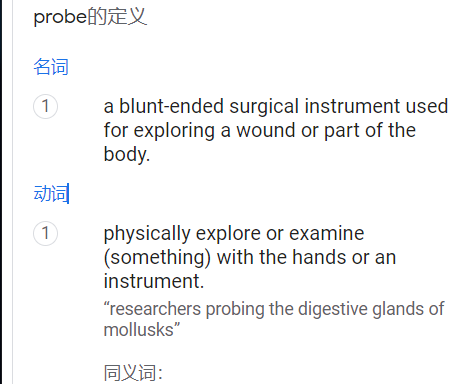 probe的定义
名词
1
a blunt-ended surgical instrument used
for exploring a wound or part of the
body.
动词
1
physically explore or examine
(something) with the hands or an
instrument.
“researchers probing the digestive glands of
mollusks”
同义词：